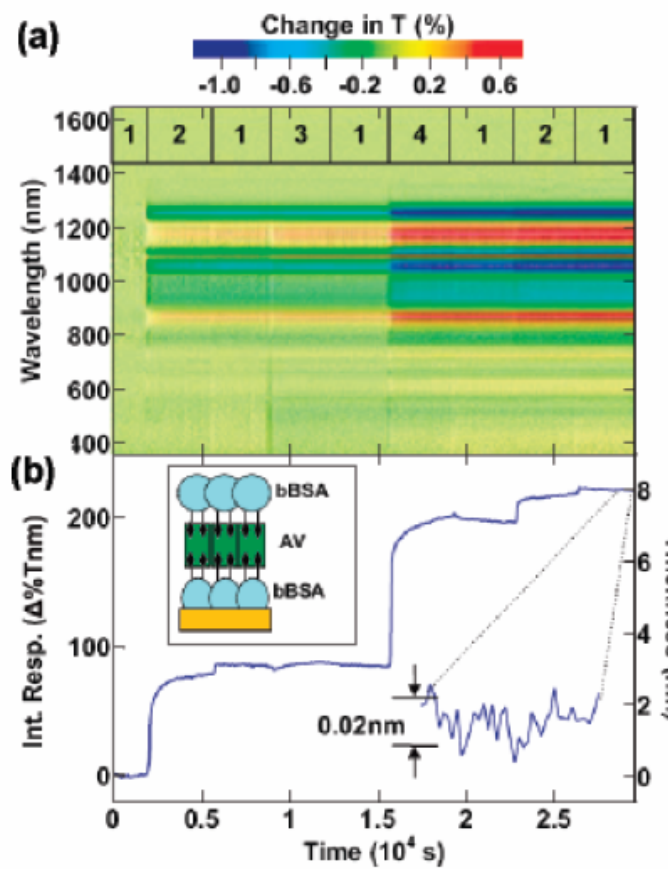 (a)
Change in T (%)
-1.0 -0.6 -0.2 0.2 0.6
1 2 1 3 1 4 1 2 1
Wavelength (nm)
1600
1400
1200
1000
800
600
400
(b)
Int. Resp. (Δ%Tnm)
200
100
0
bBSA
AV
bBSA
0.02nm
8
6
4
2
0
0 0.5 1 1.5 2 2.5
Time (10⁴ s)